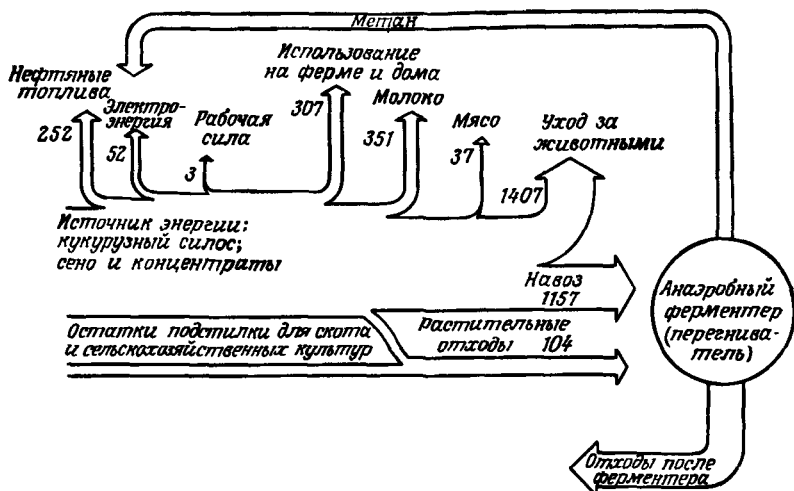 Метан
Нефтяные
топлива
252
Электро-
энергия
52
Рабочая
сила
3
Использование
на ферме и дома
307
Молоко
351
Мясо
37
Уход за
животными
1407
Источник энергии:
кукурузный силос;
сено и концентраты
Навоз
1157
Остатки подстилки для скота
и сельскохозяйственных культур
Растительные
отходы 104
Анаэробный
ферментер
(перегнива-
тель)
Отходы после
ферментера